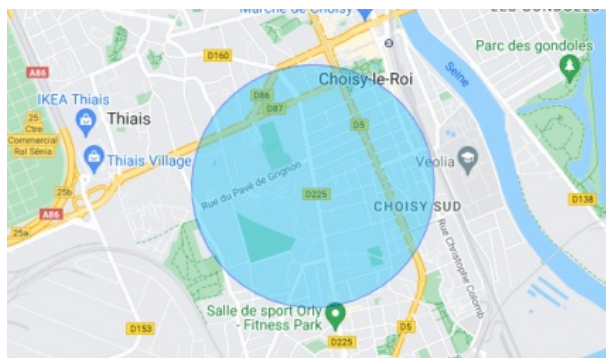 Marché de Choisy
LES GONDOLES
Parc des gondoles
D160
A86
Choisy-le-Roi
Seine
IKEA Thiais
D86
D87
25
Ctre
Commercial
Rgl Sénia
Thiais
D5
Thiais Village
Veolia
25b
Rue du Pavé de Grignon
D225
CHOISY SUD
D138
A86
25a
Rue Christophe Colomb
Salle de sport Orly
- Fitness Park
D153
D5
D225